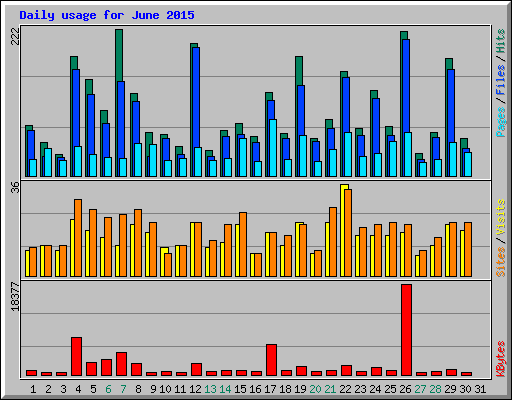 Daily usage for June 2015
222
Pages / Files / Hits
36
Sites / Visits
18377
KBytes
1 2 3 4 5 6 7 8 9 10 11 12 13 14 15 16 17 18 19 20 21 22 23 24 25 26 27 28 29 30 31